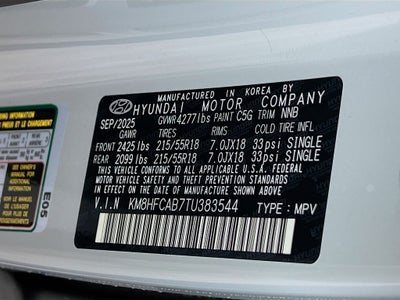 MANUFACTURED IN KOREA BY
HYUNDAI MOTOR COMPANY
SEP/2025 GVWR4277lbs PAINT C5G TRIM NNB
GAWR TIRES RIMS COLD TIRE INFL
FRONT 2425 lbs 215/55R18 7.0JX18 33psi SINGLE
REAR 2099 lbs 215/55R18 7.0JX18 33psi SINGLE
THIS VEHICLE CONFORMS TO ALL APPLICABLE U.S. FEDERAL
MOTOR VEHICLE SAFETY AND THEFT PREVENTION STANDARDS
IN EFFECT ON THE DATE OF MANUFACTURE SHOWN ABOVE
V.I.N KM8HFCAB7TU383544 TYPE : MPV
E05